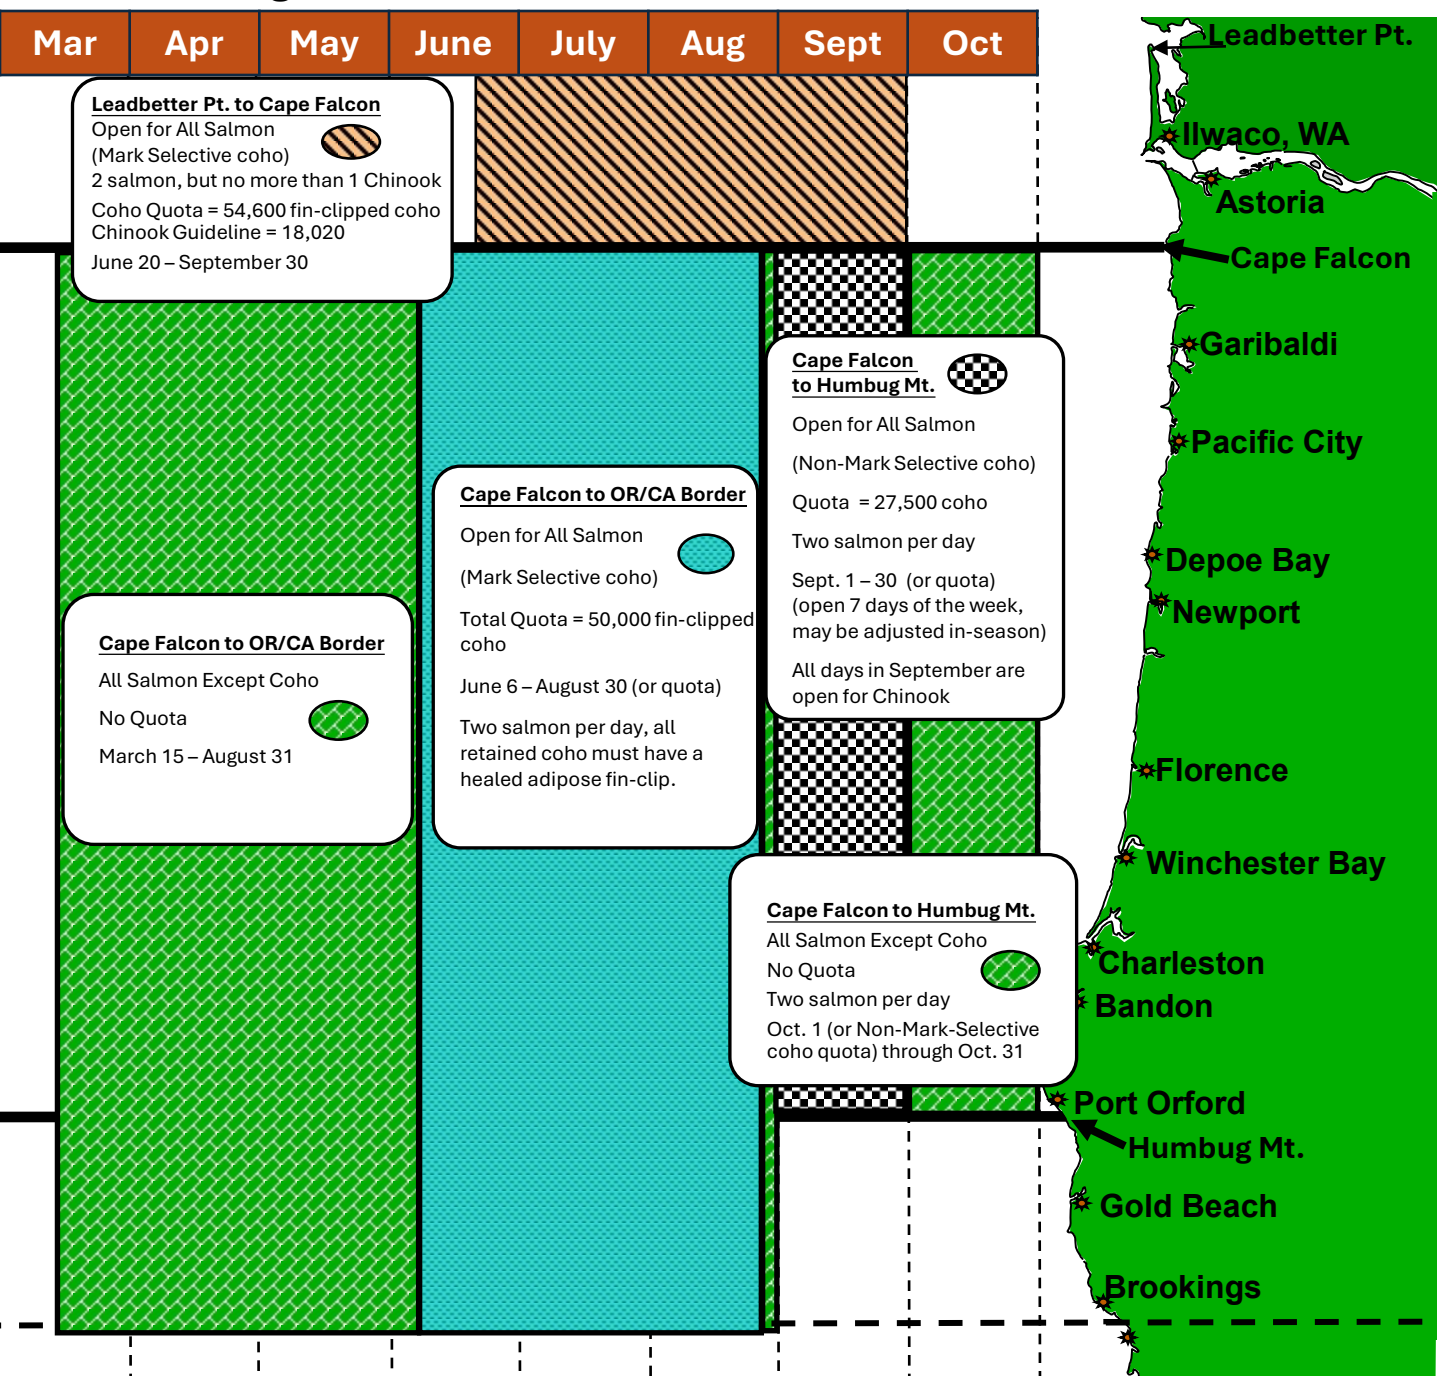 Mar Apr May June July Aug Sept Oct
Leadbetter Pt. to Cape Falcon
Open for All Salmon
(Mark Selective coho)
2 salmon, but no more than 1 Chinook
Coho Quota = 54,600 fin-clipped coho
Chinook Guideline = 18,020
June 20 – September 30
Cape Falcon to OR/CA Border
All Salmon Except Coho
No Quota
March 15 – August 31
Cape Falcon to OR/CA Border
Open for All Salmon
(Mark Selective coho)
Total Quota = 50,000 fin-clipped
coho
June 6 – August 30 (or quota)
Two salmon per day, all
retained coho must have a
healed adipose fin-clip.
Cape Falcon
to Humbug Mt.
Open for All Salmon
(Non-Mark Selective coho)
Quota = 27,500 coho
Two salmon per day
Sept. 1 – 30 (or quota)
(open 7 days of the week,
may be adjusted in-season)
All days in September are
open for Chinook
Cape Falcon to Humbug Mt.
All Salmon Except Coho
No Quota
Two salmon per day
Oct. 1 (or Non-Mark-Selective
coho quota) through Oct. 31
Leadbetter Pt.
Ilwaco, WA
Astoria
Cape Falcon
Garibaldi
Pacific City
Depoe Bay
Newport
Florence
Winchester Bay
Charleston
Bandon
Port Orford
Humbug Mt.
Gold Beach
Brookings